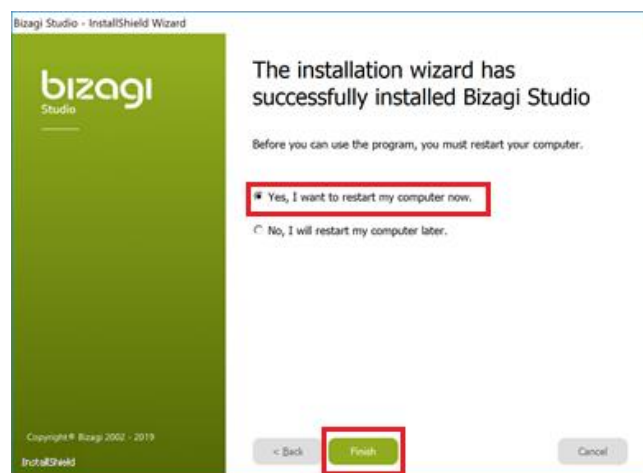 Bizagi Studio - InstallShield Wizard
bizagi
Studio
The installation wizard has
successfully installed Bizagi Studio
Before you can use the program, you must restart your computer.
Yes, I want to restart my computer now.
No, I will restart my computer later.
Copyright® Bizagi 2002 - 2019
InstallShield
< Back
Finish
Cancel